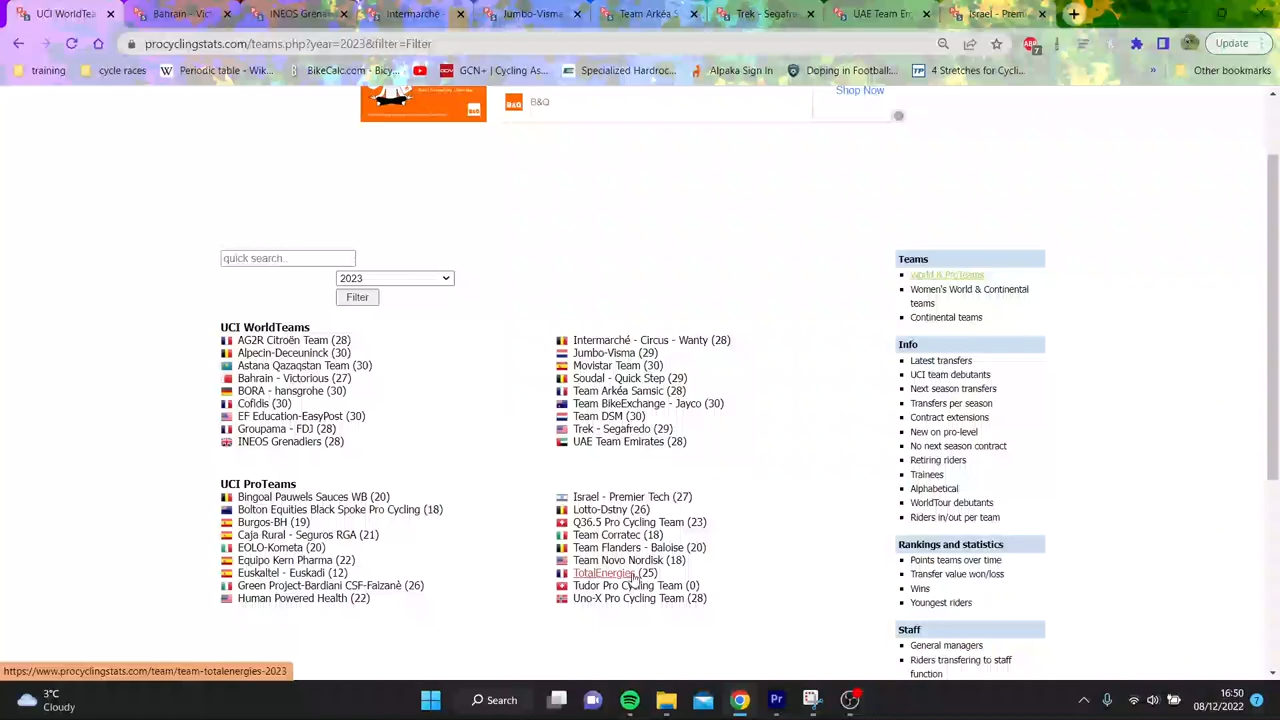 UCI WorldTea
Bahrain - Vict
INEOS Grena
Intermarché
Jumbo-Visma
Team Arkéa S
Trek - Segafre
UAE Team Em
Israel - Premi
procyclingstats.com/teams.php?year=2023&filter=Filter
ABP
7
Update
training
cycle races
Periodic table - Wik...
BikeCalc.com - Bicy...
GCN+ | Cycling As...
Specialized Hardroc...
Alpaka Sign In
Doping in Football:...
4 Stretches for Cycli...
Other bookmarks
B&Q
B&Q
Shop Now
quick search..
2023
Filter
UCI WorldTeams
AG2R Citroën Team (28)
Alpecin-Deceuninck (30)
Astana Qazaqstan Team (30)
Bahrain - Victorious (27)
BORA - hansgrohe (30)
Cofidis (30)
EF Education-EasyPost (30)
Groupama - FDJ (28)
INEOS Grenadiers (28)
Intermarché - Circus - Wanty (28)
Jumbo-Visma (29)
Movistar Team (30)
Soudal - Quick Step (29)
Team Arkéa Samsic (28)
Team BikeExchange - Jayco (30)
Team DSM (30)
Trek - Segafredo (29)
UAE Team Emirates (28)
UCI ProTeams
Bingoal Pauwels Sauces WB (20)
Bolton Equities Black Spoke Pro Cycling (18)
Burgos-BH (19)
Caja Rural - Seguros RGA (21)
EOLO-Kometa (20)
Equipo Kern Pharma (22)
Euskaltel - Euskadi (12)
Green Project-Bardiani CSF-Faizanè (26)
Human Powered Health (22)
Israel - Premier Tech (27)
Lotto-Dstny (26)
Q36.5 Pro Cycling Team (23)
Team Corratec (18)
Team Flanders - Baloise (20)
Team Novo Nordisk (18)
TotalEnergies (25)
Tudor Pro Cycling Team (0)
Uno-X Pro Cycling Team (28)
Teams
World & ProTeams
Women's World & Continental
teams
Continental teams
Info
Latest transfers
UCI team debutants
Next season transfers
Transfers per season
Contract extensions
New on pro-level
No next season contract
Retiring riders
Trainees
Alphabetical
WorldTour debutants
Riders in/out per team
Rankings and statistics
Points teams over time
Transfer value won/loss
Wins
Youngest riders
Staff
General managers
Riders transfering to staff
function
https://www.procyclingstats.com/team/team-totalenergies-2023
3°C
Cloudy
Search
Pr
16:50
08/12/2022